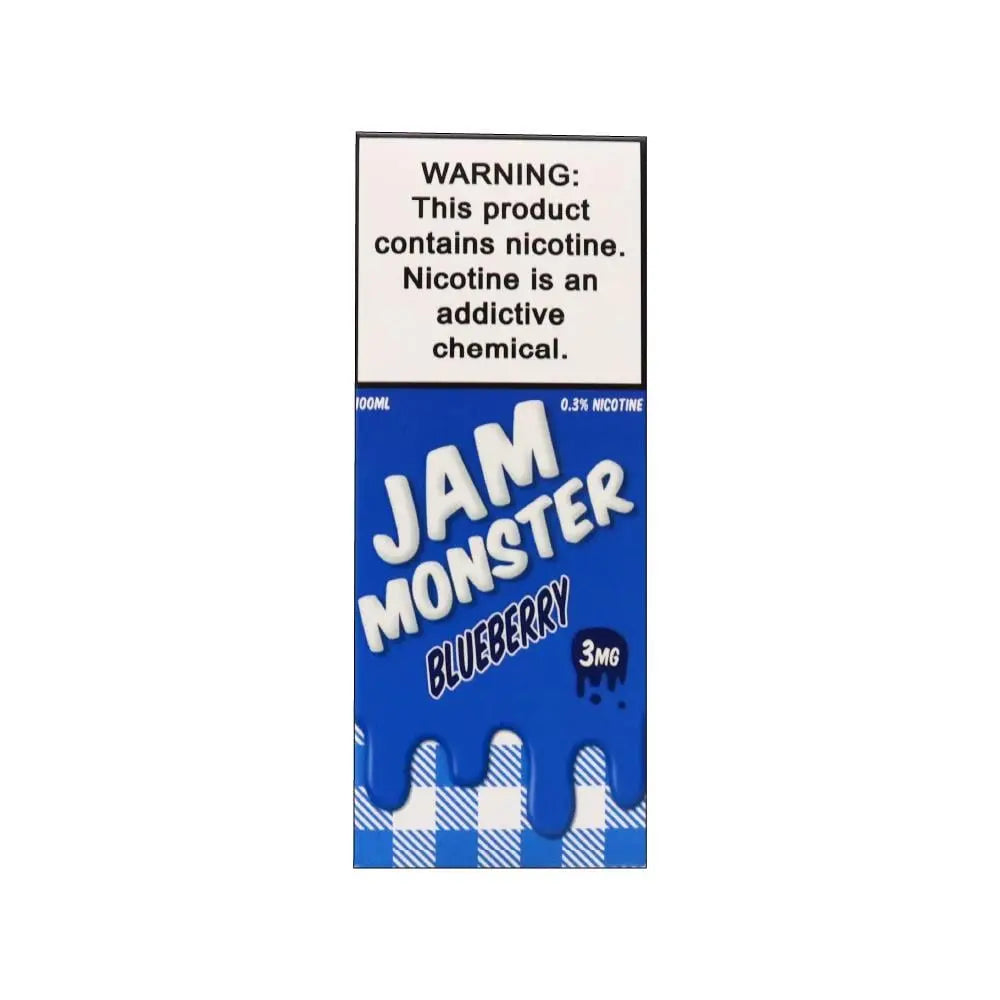 WARNING:
This product
contains nicotine.
Nicotine is an
addictive
chemical.
100ML
0.3% NICOTINE
JAM
MONSTER
BLUEBERRY
3MG